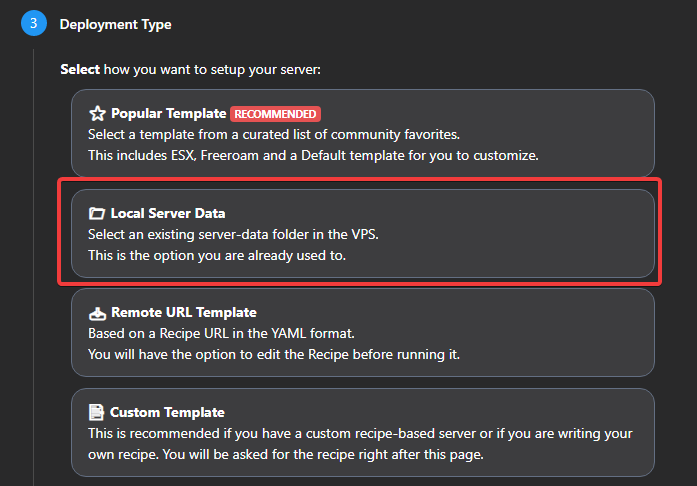 3 Deployment Type
Select how you want to setup your server:
Popular Template RECOMMENDED
Select a template from a curated list of community favorites.
This includes ESX, Freeroam and a Default template for you to customize.
Local Server Data
Select an existing server-data folder in the VPS.
This is the option you are already used to.
Remote URL Template
Based on a Recipe URL in the YAML format.
You will have the option to edit the Recipe before running it.
Custom Template
This is recommended if you have a custom recipe-based server or if you are writing your
own recipe. You will be asked for the recipe right after this page.